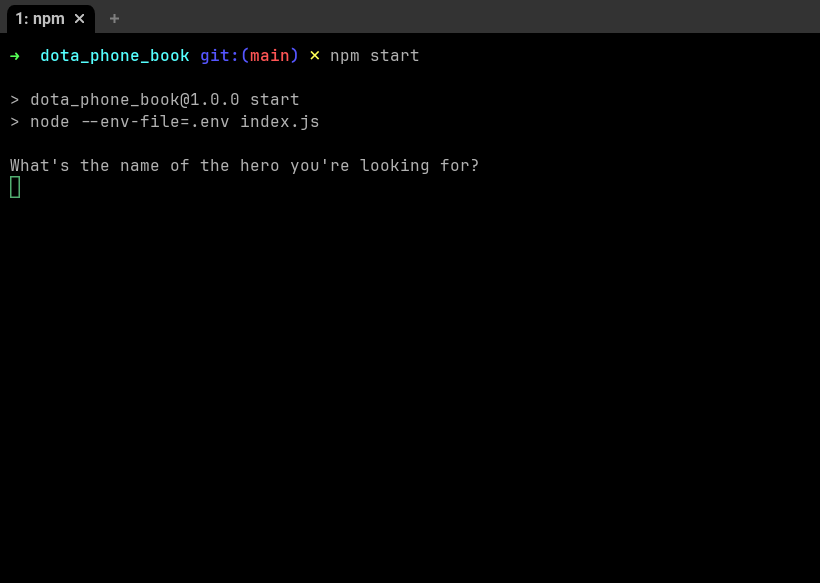 1: npm ✕ +
➜ dota_phone_book git:(main) ✗ npm start
> dota_phone_book@1.0.0 start
> node --env-file=.env index.js
What's the name of the hero you're looking for?